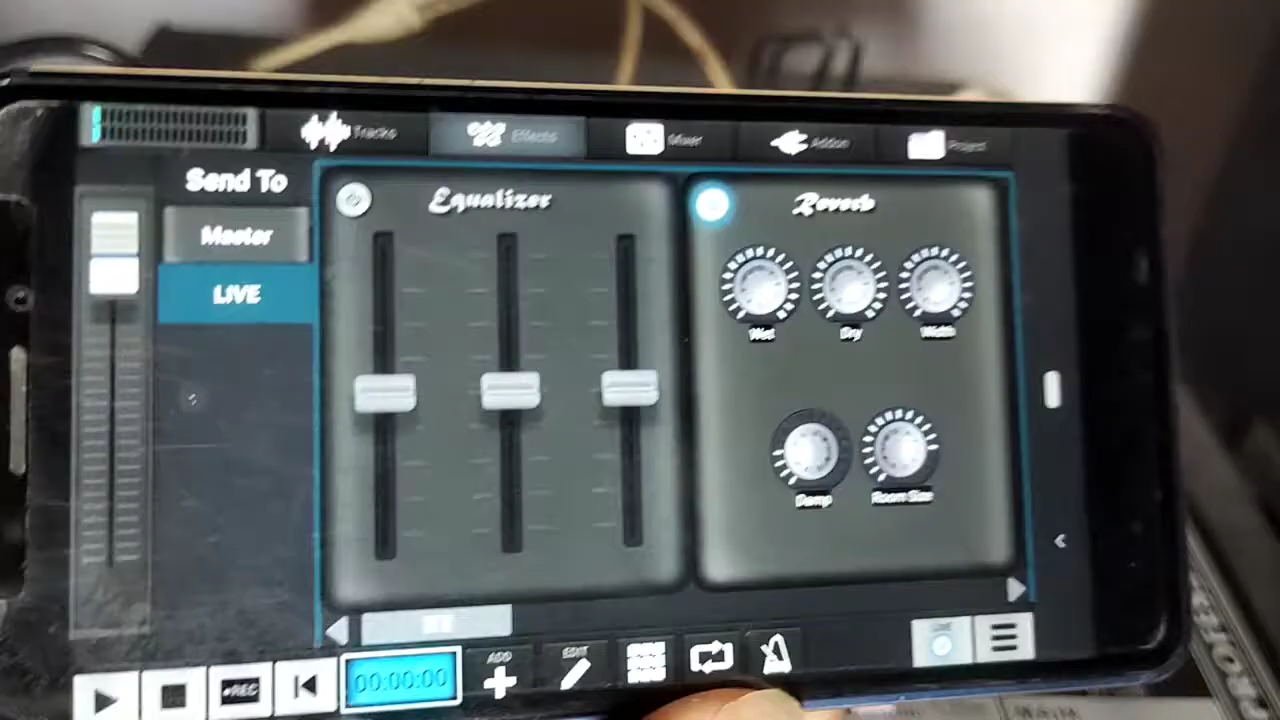 Tracks
Effects
Mixer
Addon
Project
Send To
Master
LIVE
Equalizer
Reverb
Wet
Dry
Width
Damp
Room Size
REC
00:00:00
ADD
EDIT
LIVE